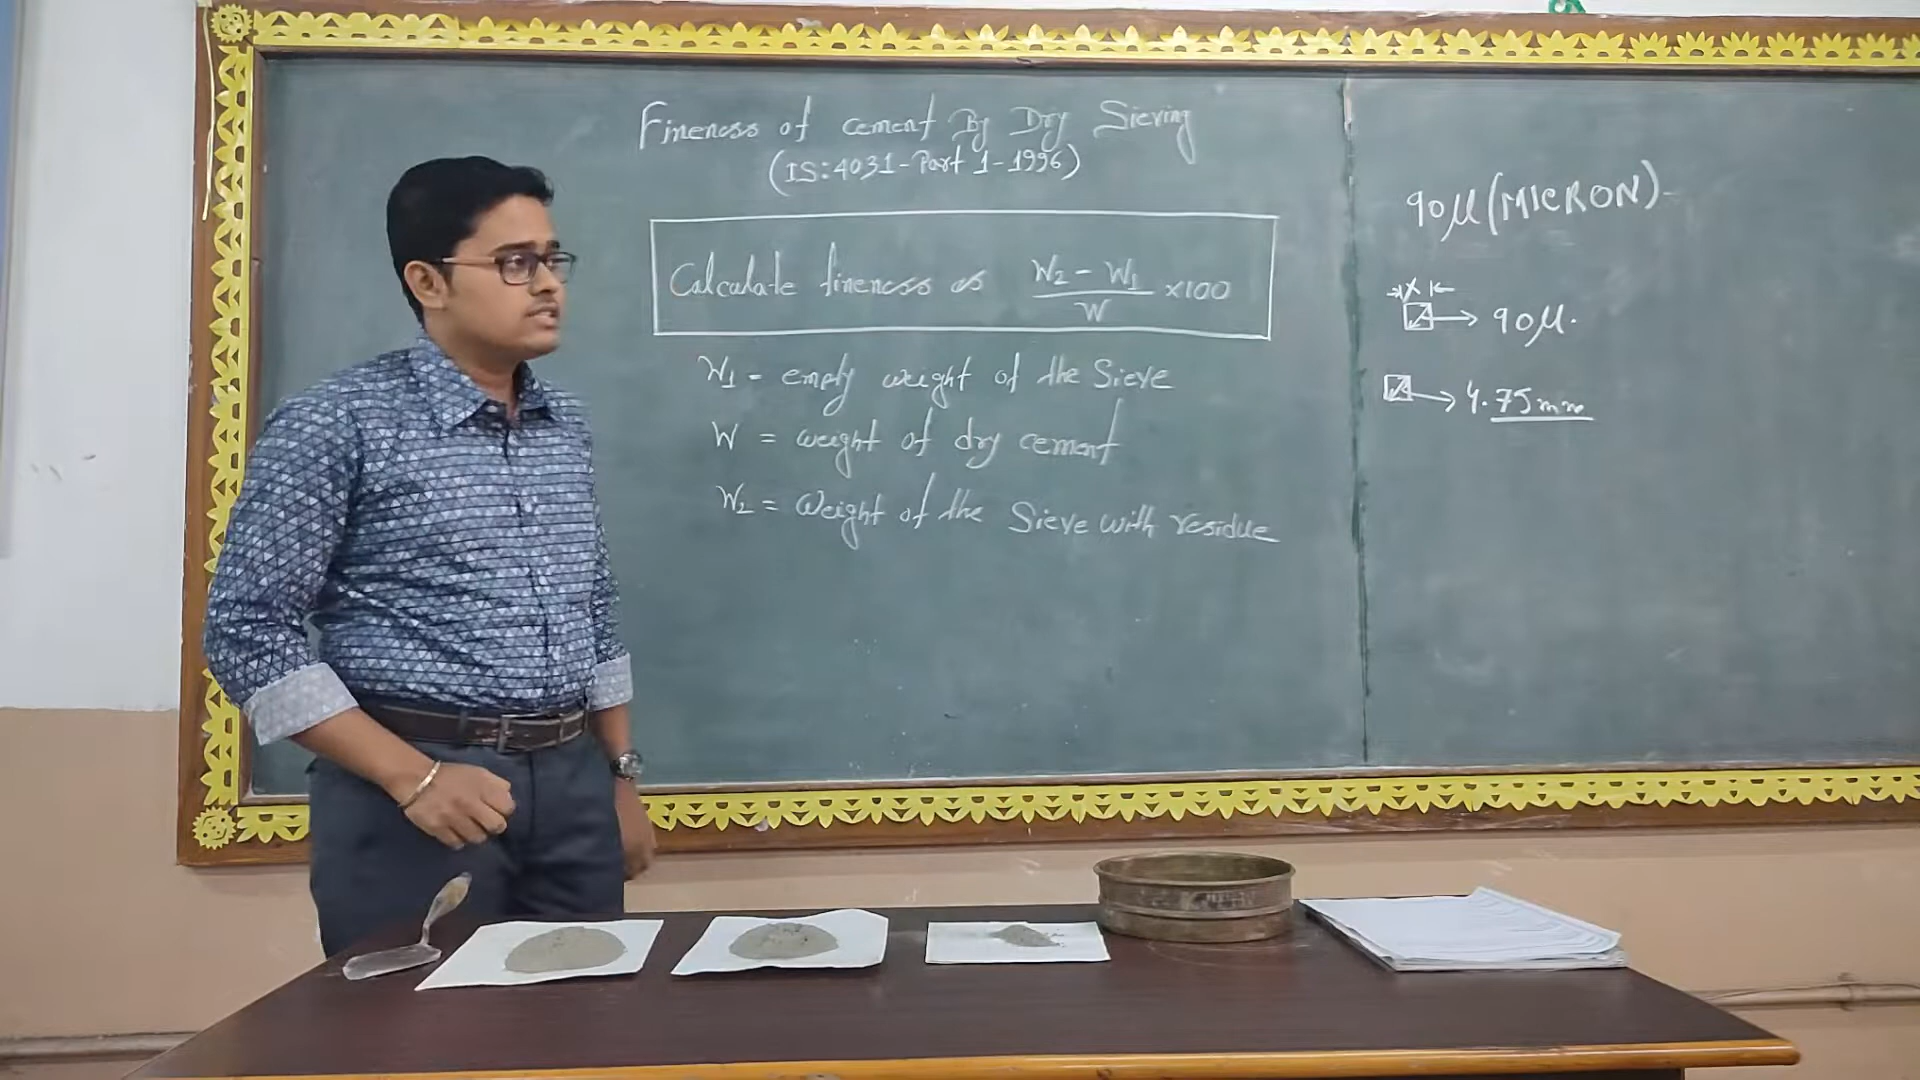 Fineness of cement By Dry Sieving
(IS:4031-Part 1-1996)
Calculate fineness as W₂ - W₁ / W ×100
W₁ - empty weight of the Sieve
W = weight of dry cement
W₂ = Weight of the Sieve with residue
90μ(MICRON)-
X
90μ.
4.75mm